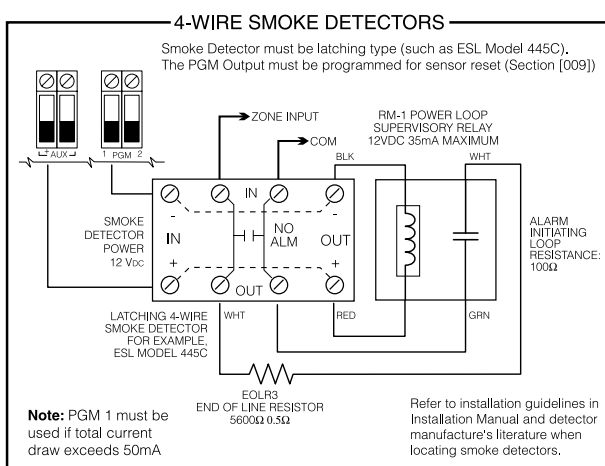 4-WIRE SMOKE DETECTORS
Smoke Detector must be latching type (such as ESL Model 445C).
The PGM Output must be programmed for sensor reset (Section [009])
+ AUX -
1 PGM 2
ZONE INPUT
COM
RM-1 POWER LOOP
SUPERVISORY RELAY
12VDC 35mA MAXIMUM
BLK
WHT
SMOKE
DETECTOR
POWER
12 VDC
-
IN
+
IN
NO
ALM
OUT
-
OUT
+
ALARM
INITIATING
LOOP
RESISTANCE:
100Ω
LATCHING 4-WIRE
SMOKE DETECTOR
FOR EXAMPLE,
ESL MODEL 445C
WHT
RED
GRN
EOLR3
END OF LINE RESISTOR
5600Ω 0.5Ω
Note: PGM 1 must be
used if total current
draw exceeds 50mA
Refer to installation guidelines in
Installation Manual and detector
manufacture's literature when
locating smoke detectors.